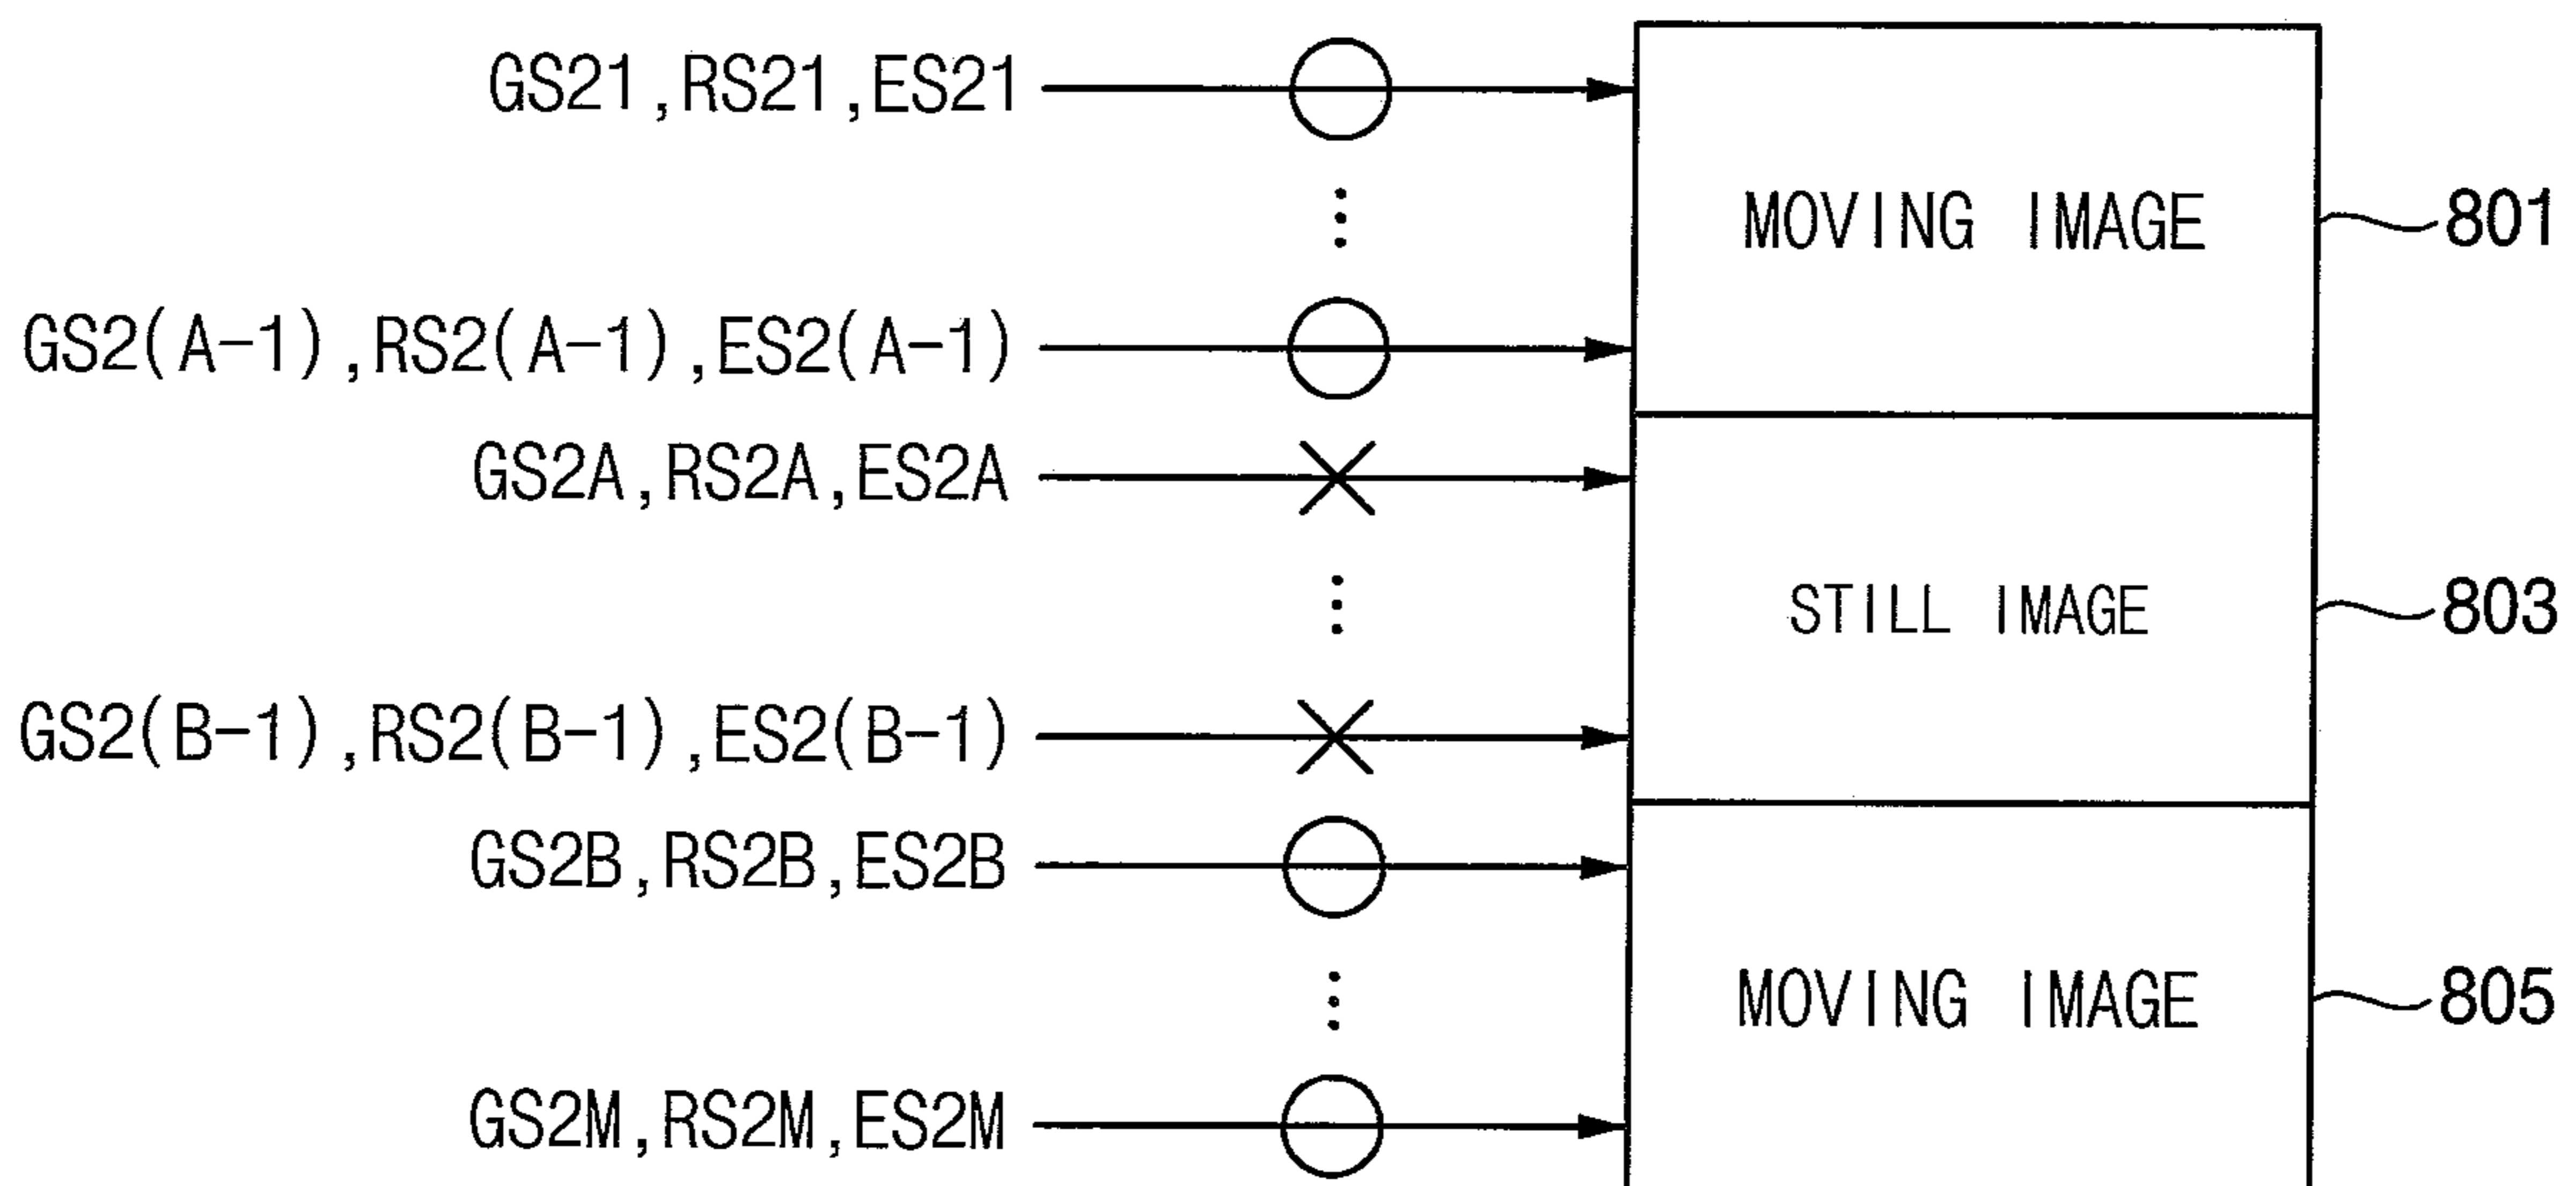 GS21,RS21,ES21
MOVING IMAGE
801
GS2(A-1),RS2(A-1),ES2(A-1)
GS2A,RS2A,ES2A
STILL IMAGE
803
GS2(B-1),RS2(B-1),ES2(B-1)
GS2B,RS2B,ES2B
MOVING IMAGE
805
GS2M,RS2M,ES2M